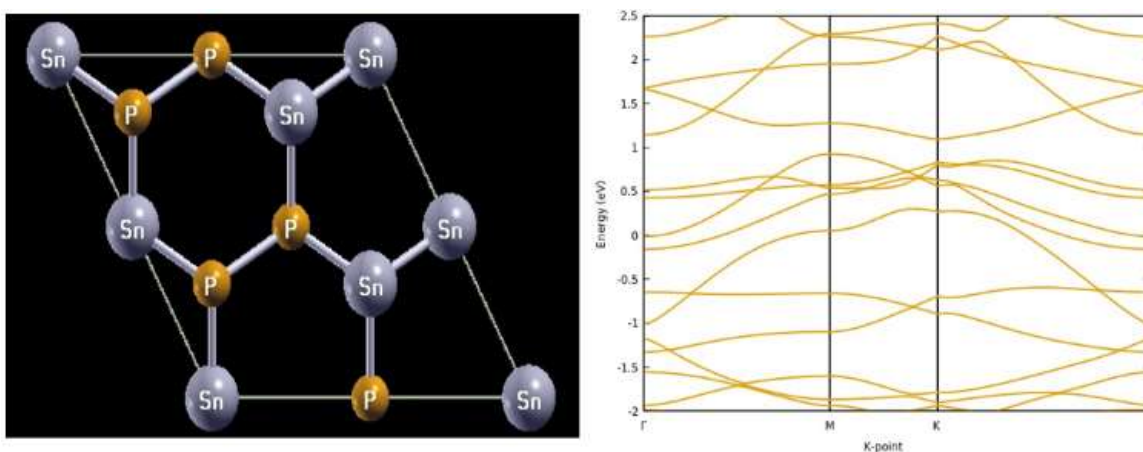 Sn P Sn
P Sn
Sn P Sn
P Sn
Sn P Sn
2.5
2
1.5
1
0.5
0
-0.5
-1
-1.5
-2
Energy (eV)
Γ M K
K-point